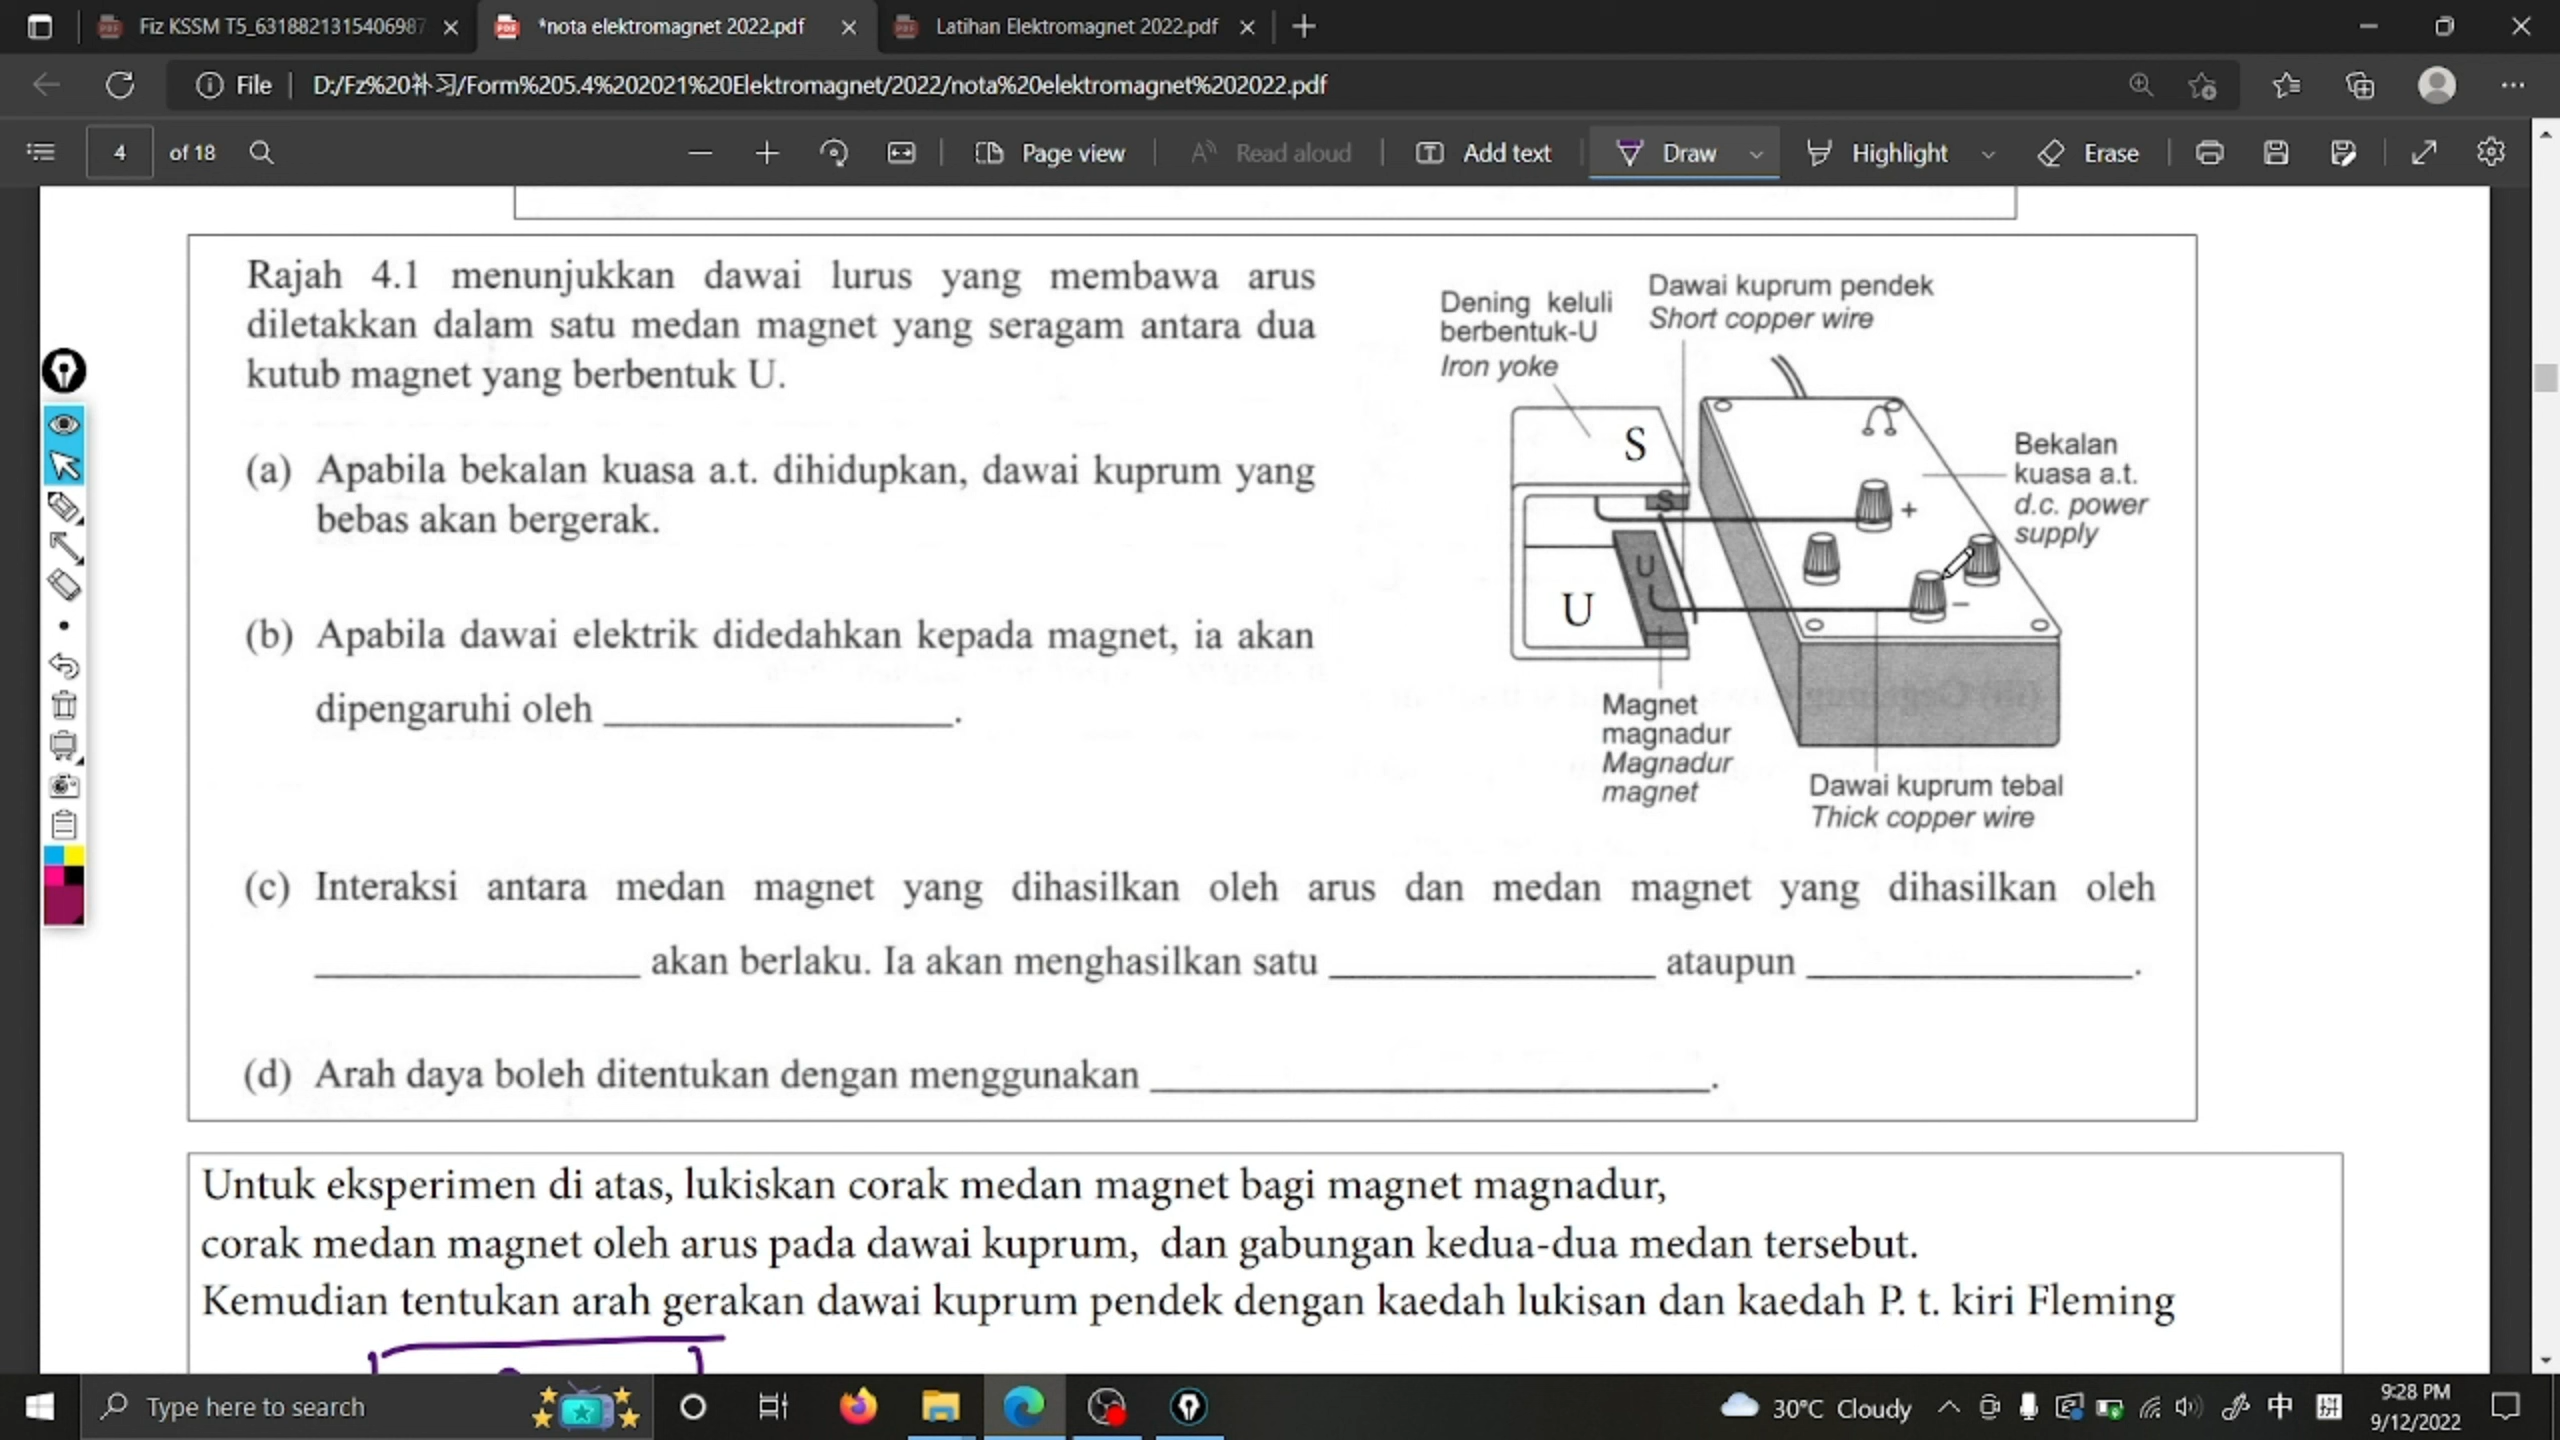 Fiz KSSM T5_6318821315406987
*nota elektromagnet 2022.pdf
Latihan Elektromagnet 2022.pdf
File
D:/Fz%20补习/Form%205.4%202021%20Elektromagnet/2022/nota%20elektromagnet%202022.pdf
4 of 18
Page view
Read aloud
Add text
Draw
Highlight
Erase
Rajah 4.1 menunjukkan dawai lurus yang membawa arus
diletakkan dalam satu medan magnet yang seragam antara dua
kutub magnet yang berbentuk U.
(a) Apabila bekalan kuasa a.t. dihidupkan, dawai kuprum yang
bebas akan bergerak.
(b) Apabila dawai elektrik didedahkan kepada magnet, ia akan
dipengaruhi oleh ________________.
Dening keluli
berbentuk-U
Iron yoke
Dawai kuprum pendek
Short copper wire
S
S
U
U
+
−
Bekalan
kuasa a.t.
d.c. power
supply
Magnet
magnadur
Magnadur
magnet
Dawai kuprum tebal
Thick copper wire
(c) Interaksi antara medan magnet yang dihasilkan oleh arus dan medan magnet yang dihasilkan oleh
________________ akan berlaku. Ia akan menghasilkan satu ________________ ataupun ________________.
(d) Arah daya boleh ditentukan dengan menggunakan ________________.
Untuk eksperimen di atas, lukiskan corak medan magnet bagi magnet magnadur,
corak medan magnet oleh arus pada dawai kuprum, dan gabungan kedua-dua medan tersebut.
Kemudian tentukan arah gerakan dawai kuprum pendek dengan kaedah lukisan dan kaedah P. t. kiri Fleming
Type here to search
30°C Cloudy
中
拼
9:28 PM
9/12/2022